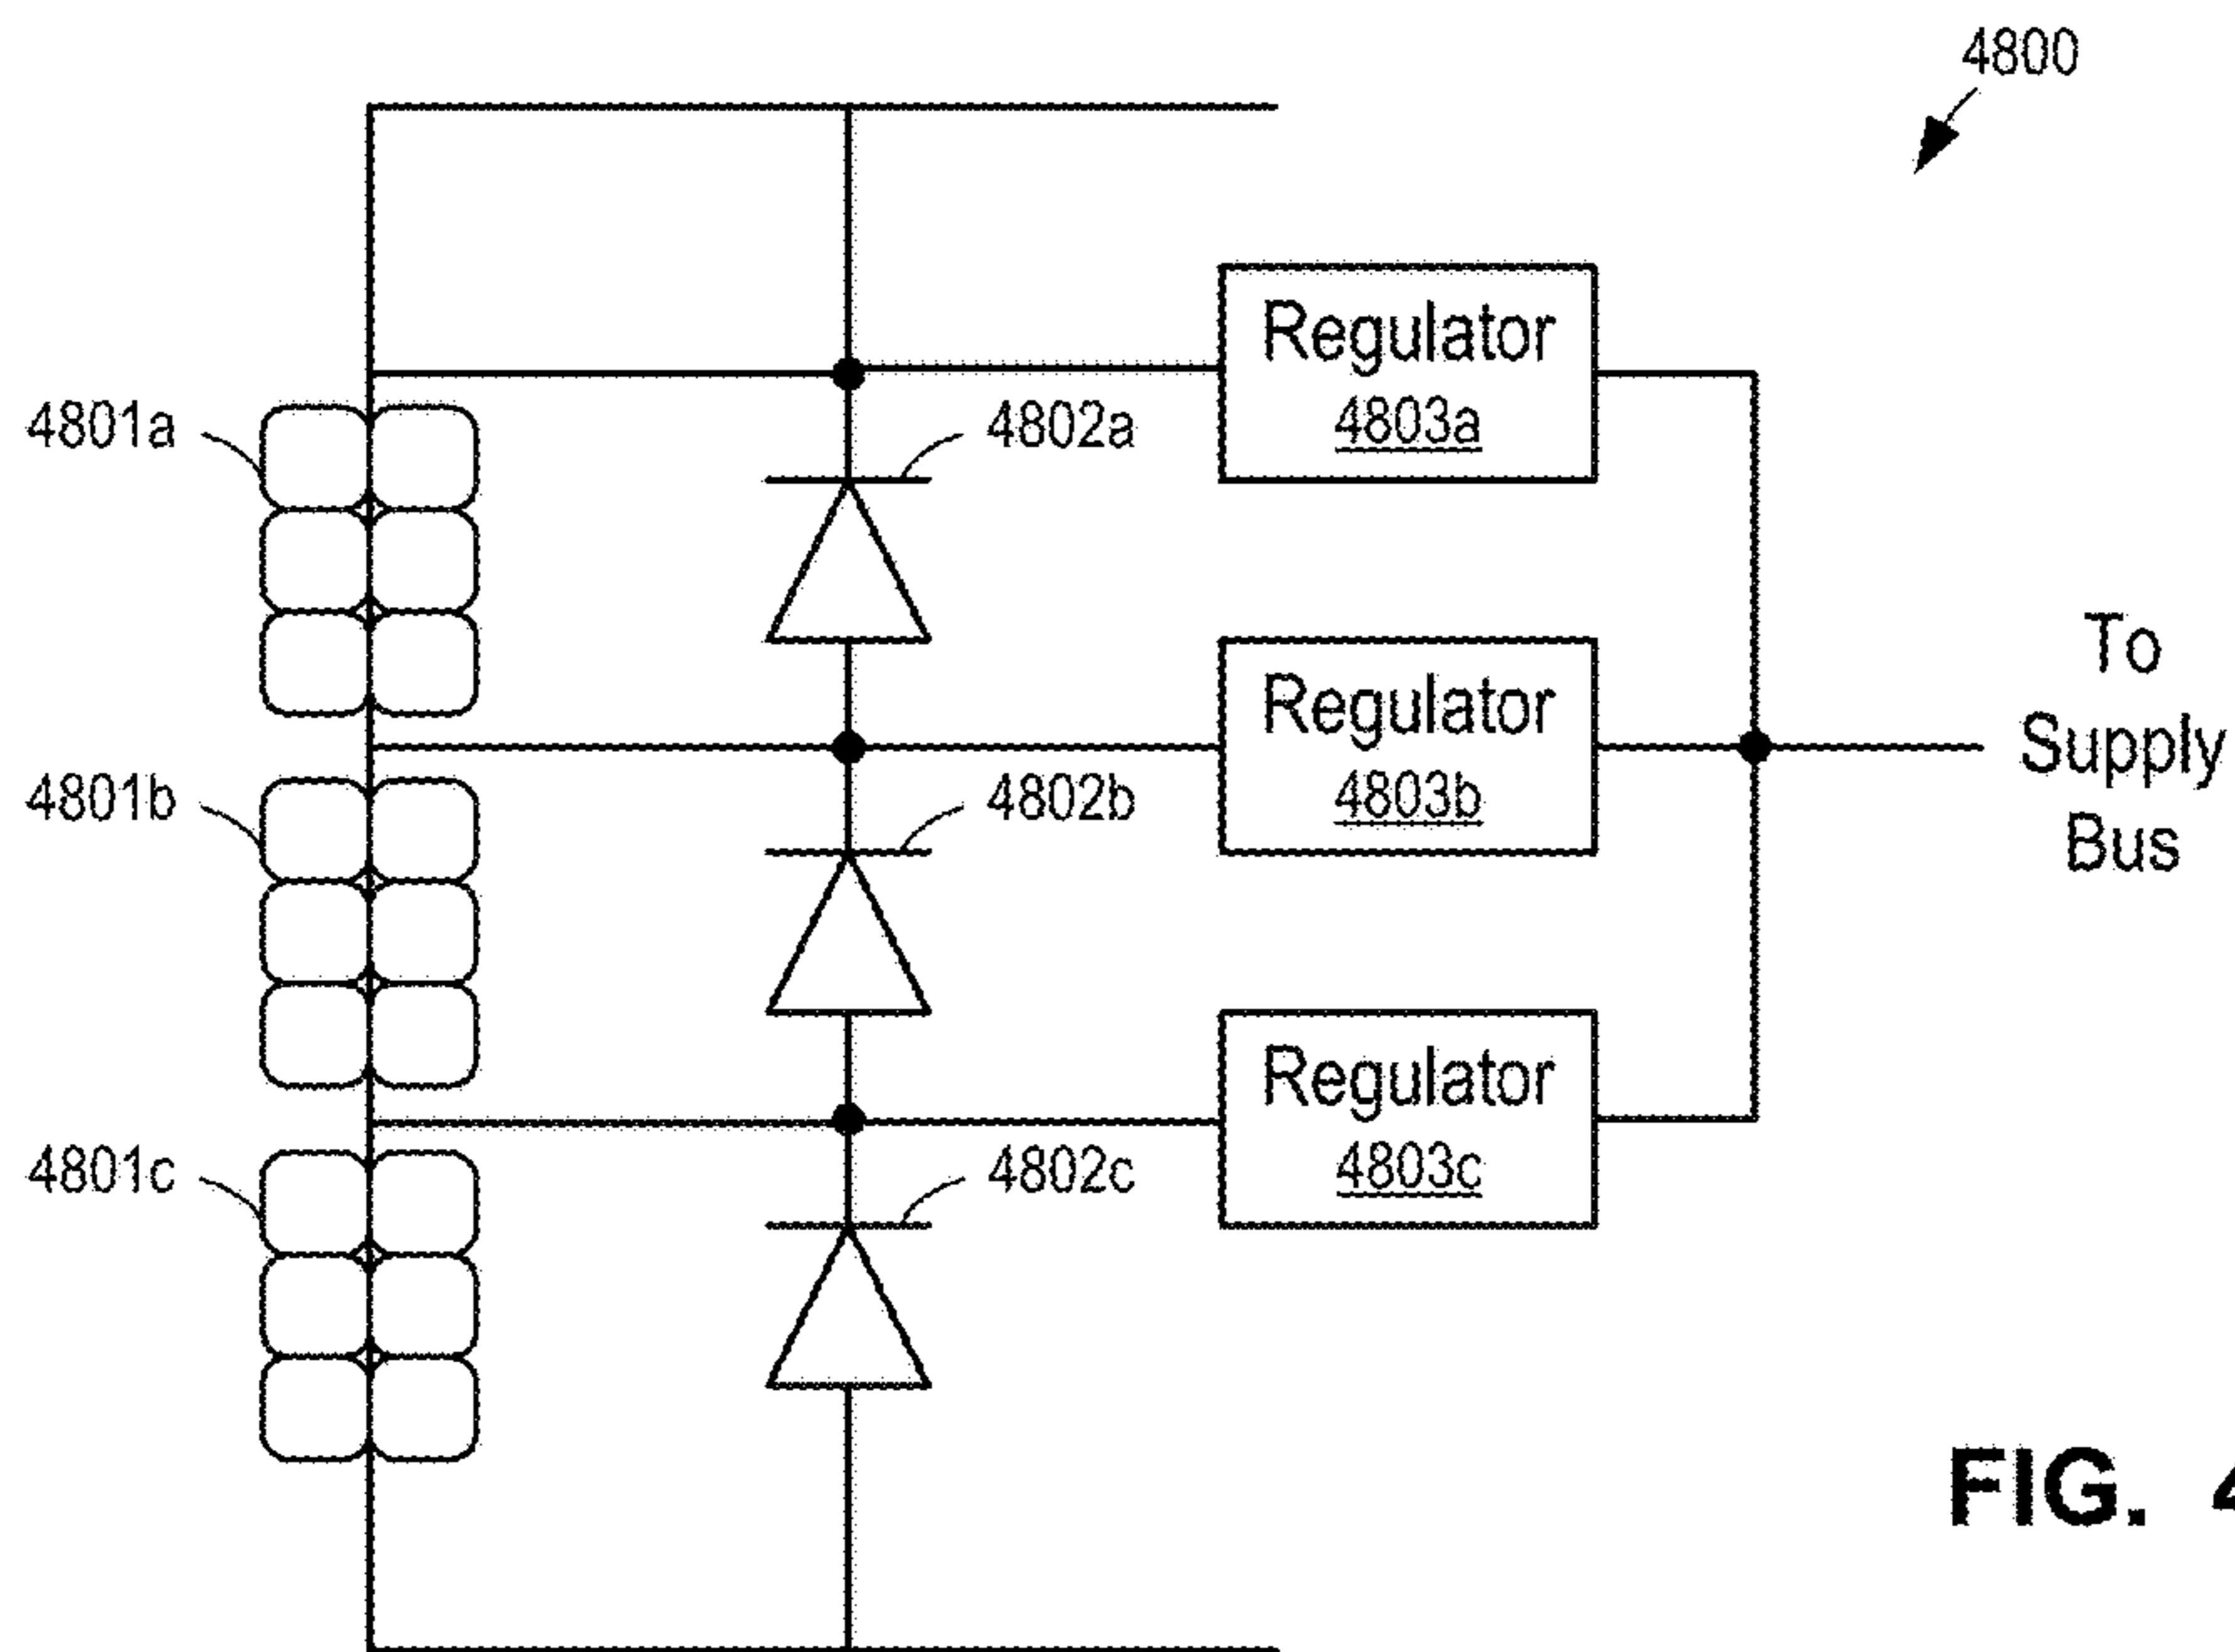 4800
Regulator
4803a
4801a
4802a
To
Supply
Bus
Regulator
4803b
4801b
4802b
Regulator
4803c
4801c
4802c
FIG.